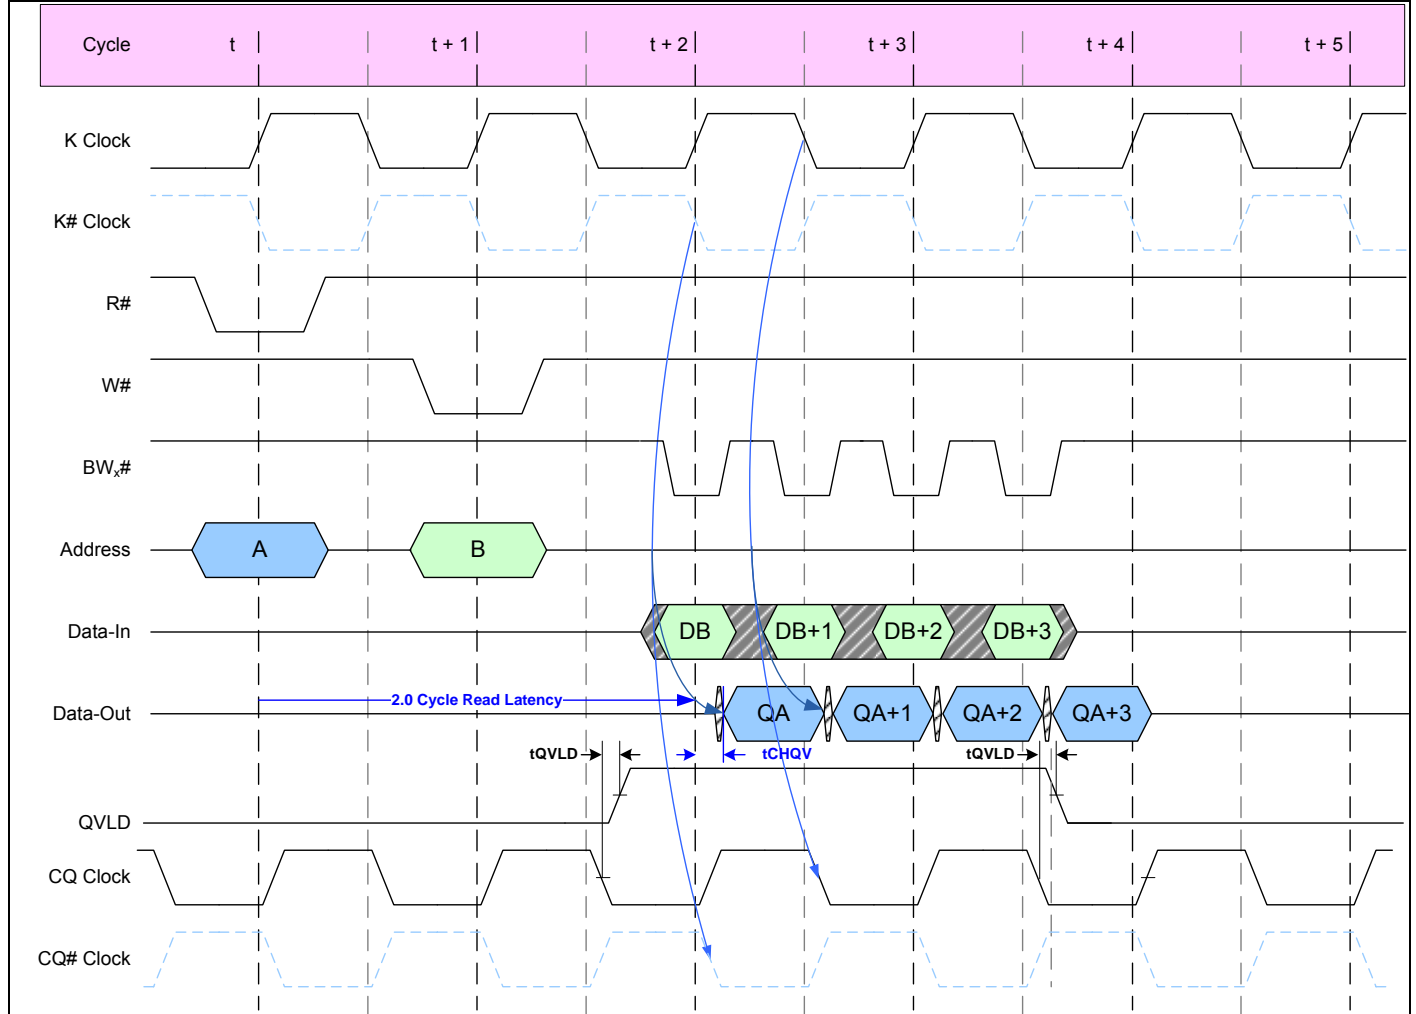 Cycle t t + 1 t + 2 t + 3 t + 4 t + 5
K Clock
K# Clock
R#
W#
BWx#
Address A B
Data-In DB DB+1 DB+2 DB+3
2.0 Cycle Read Latency
Data-Out QA QA+1 QA+2 QA+3
tQVLD tCHQV tQVLD
QVLD
CQ Clock
CQ# Clock